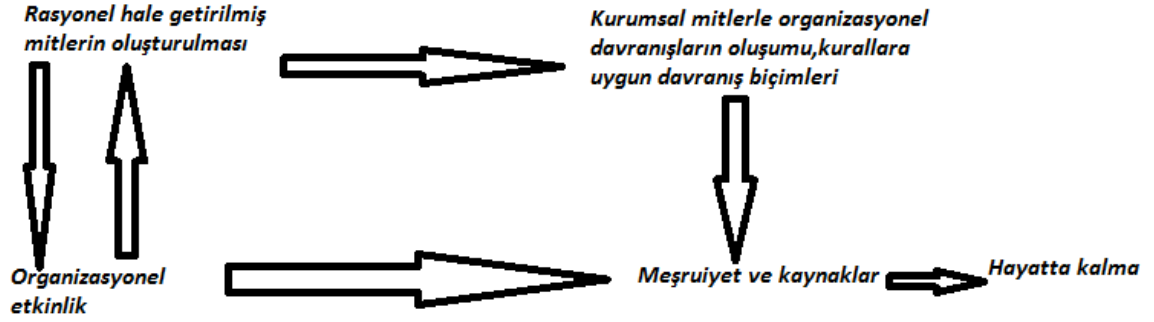 Rasyonel hale getirilmiş
mitlerin oluşturulması
Kurumsal mitlerle organizasyonel
davranışların oluşumu,kurallara
uygun davranış biçimleri
Organizasyonel
etkinlik
Meşruiyet ve kaynaklar
Hayatta kalma